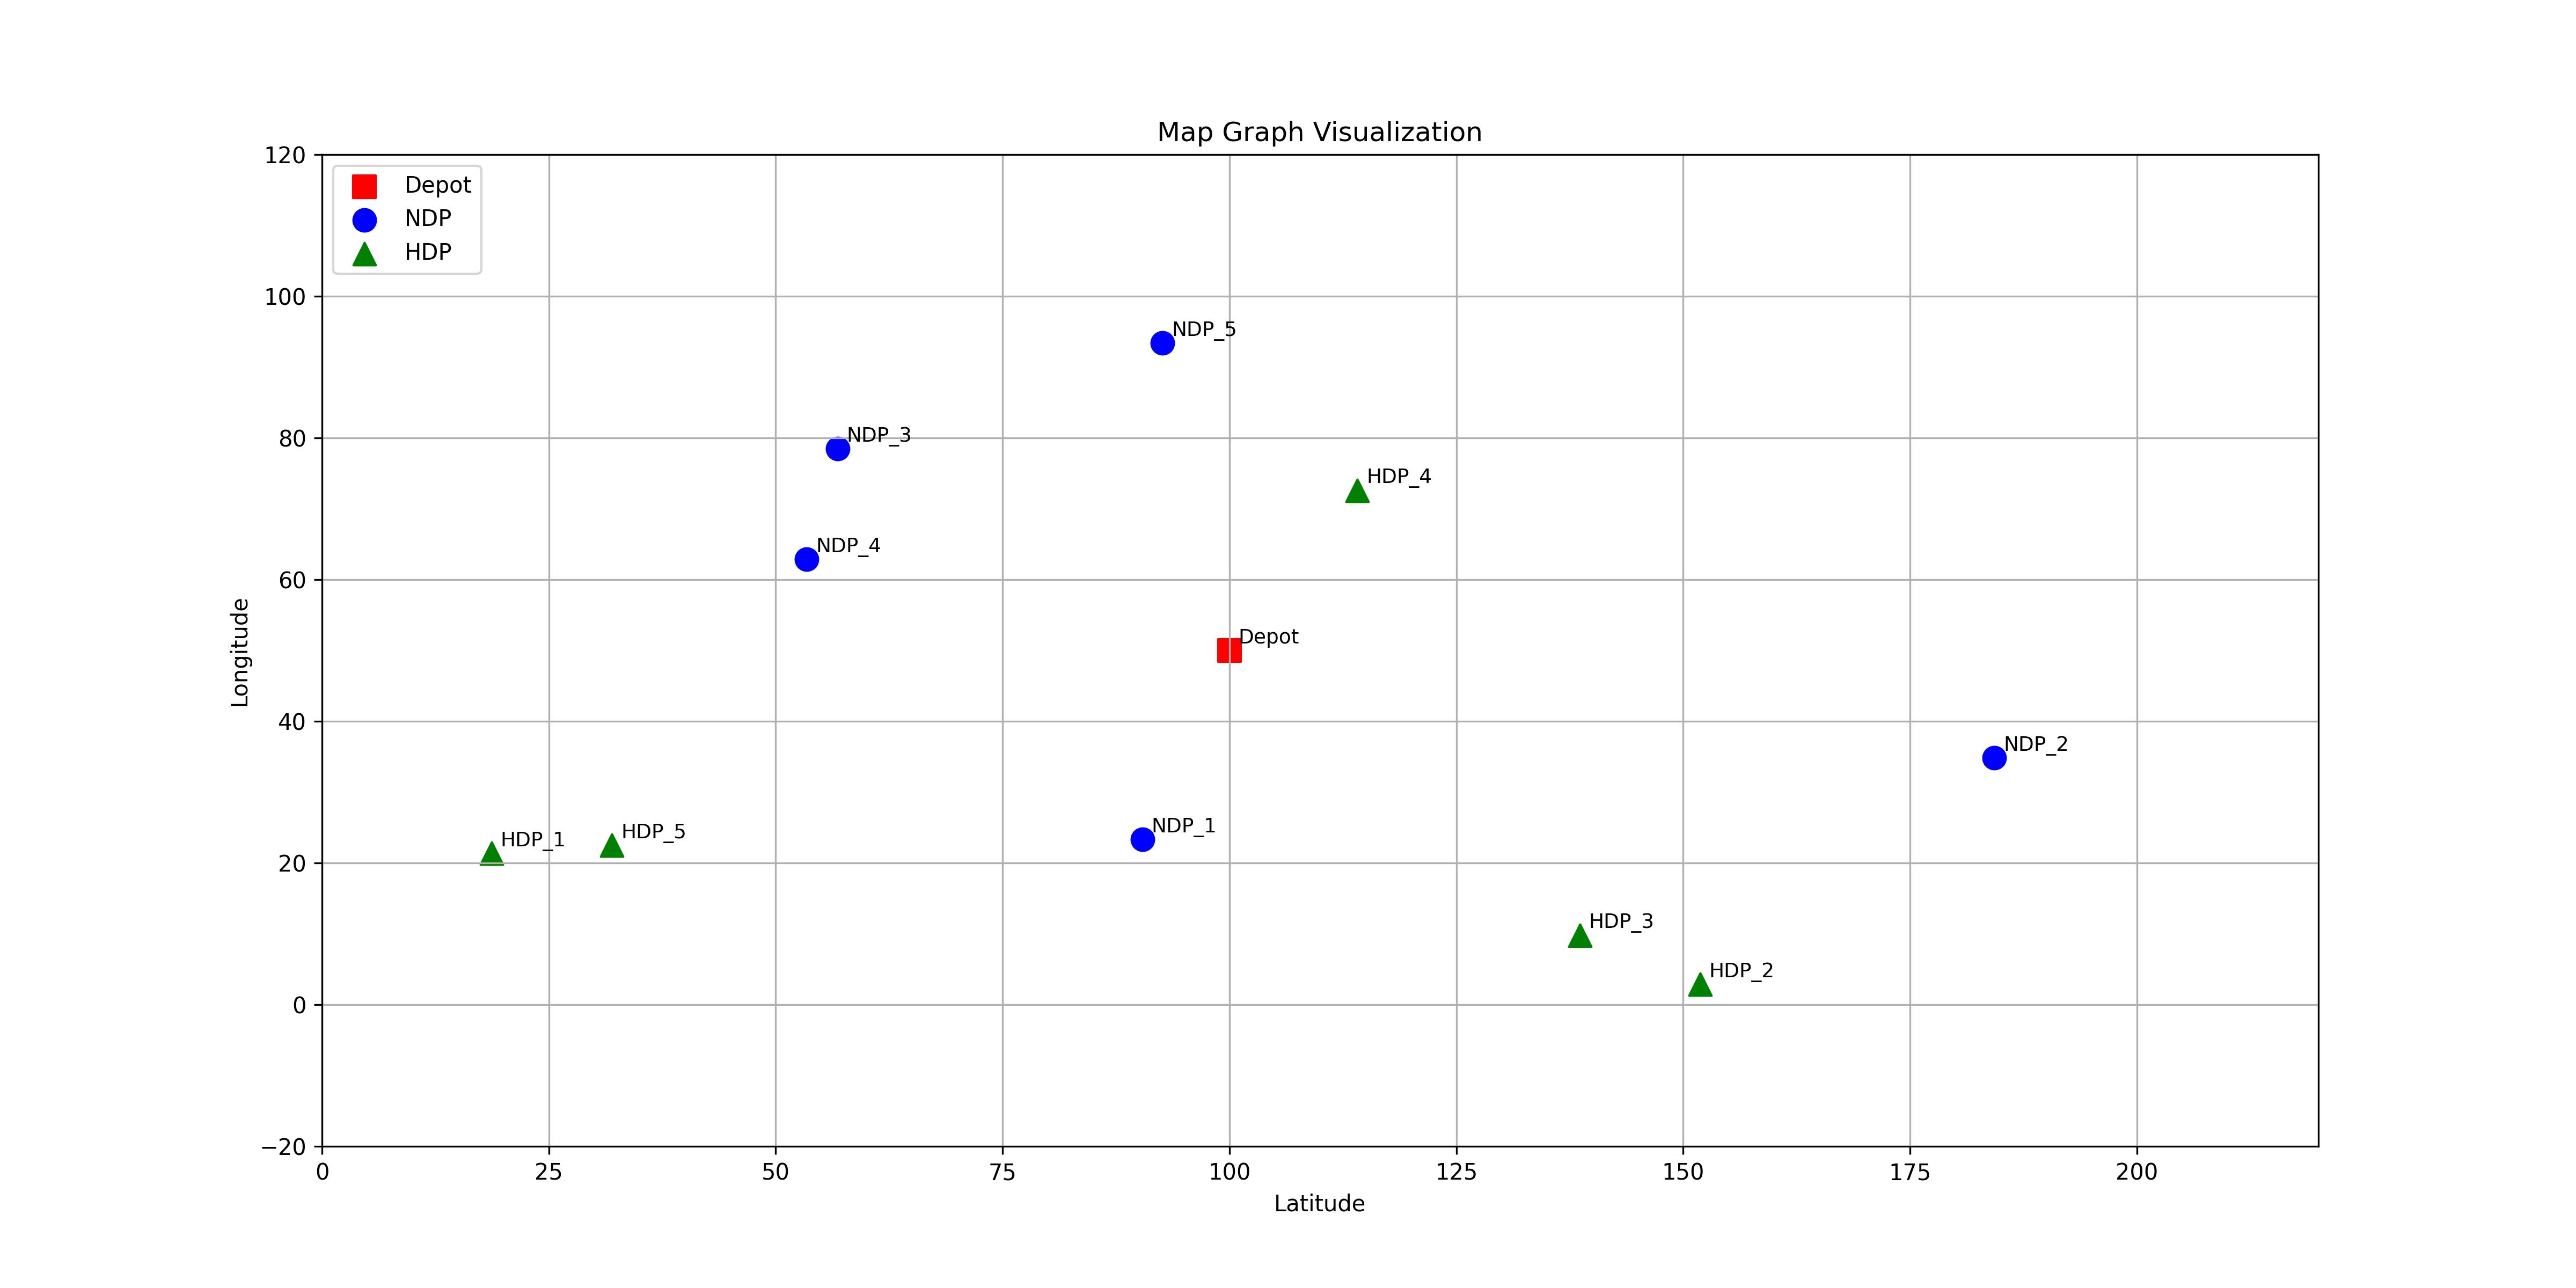 Map Graph Visualization
120
100
80
60
40
20
0
−20
Longitude
Depot
NDP
HDP
NDP_5
NDP_3
HDP_4
NDP_4
Depot
NDP_2
NDP_1
HDP_5
HDP_1
HDP_3
HDP_2
0 25 50 75 100 125 150 175 200
Latitude